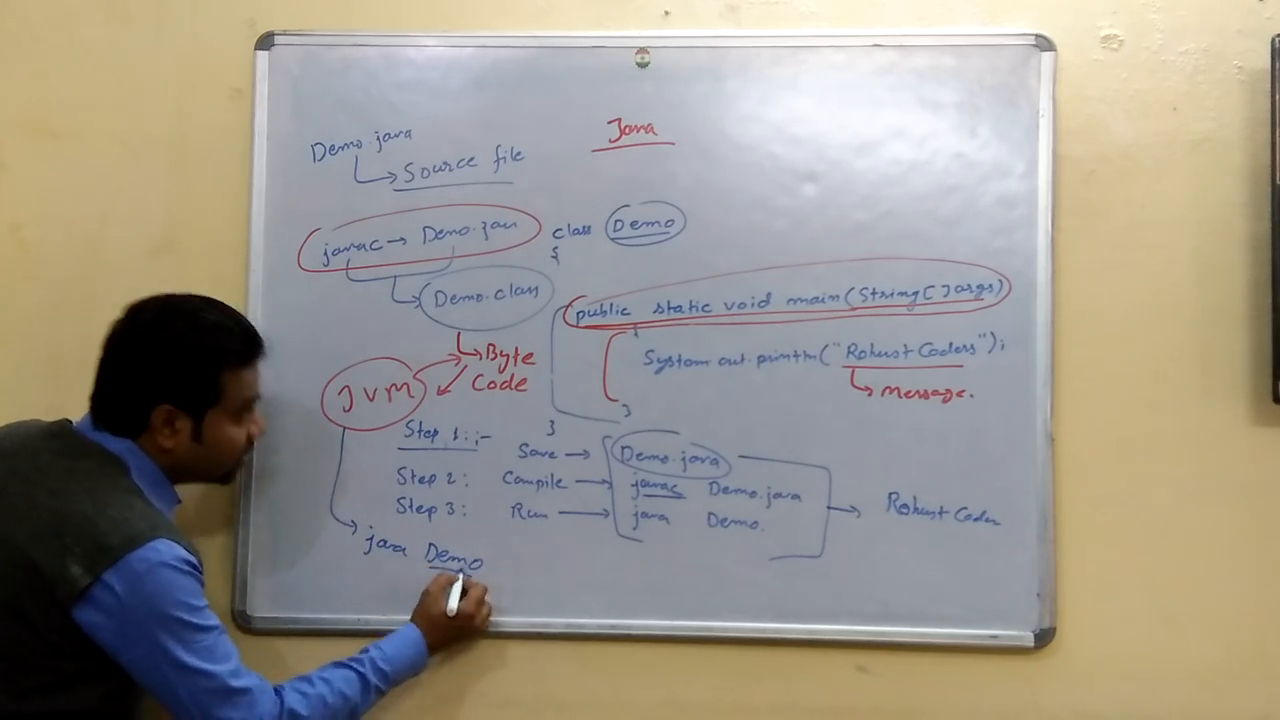 Java
Demo.java
Source file
javac → Demo.java
Demo.class
Byte
Code
JVM
class Demo
{
public static void main(String[]args)
{
System.out.println("Robust Coders");
Message.
}
}
Step 1:;- Save → Demo.java
Step 2: Compile → javac Demo.java
Step 3: Run → java Demo.
Robust Coder
java Demo